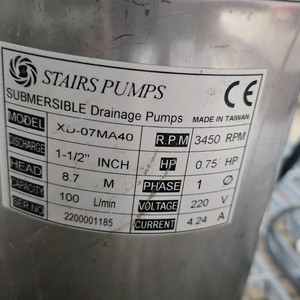 STAIRS PUMPS
CE
SUBMERSIBLE Drainage Pumps MADE IN TAIWAN
MODEL XD-07MA40 R.P.M 3450 RPM
DISCHARGE 1-1/2" INCH HP 0.75 HP
HEAD 8.7 M PHASE 1 Ø
CAPACITY 100 L/min VOLTAGE 220 V
SER NO 2200001185 CURRENT 4.24 A